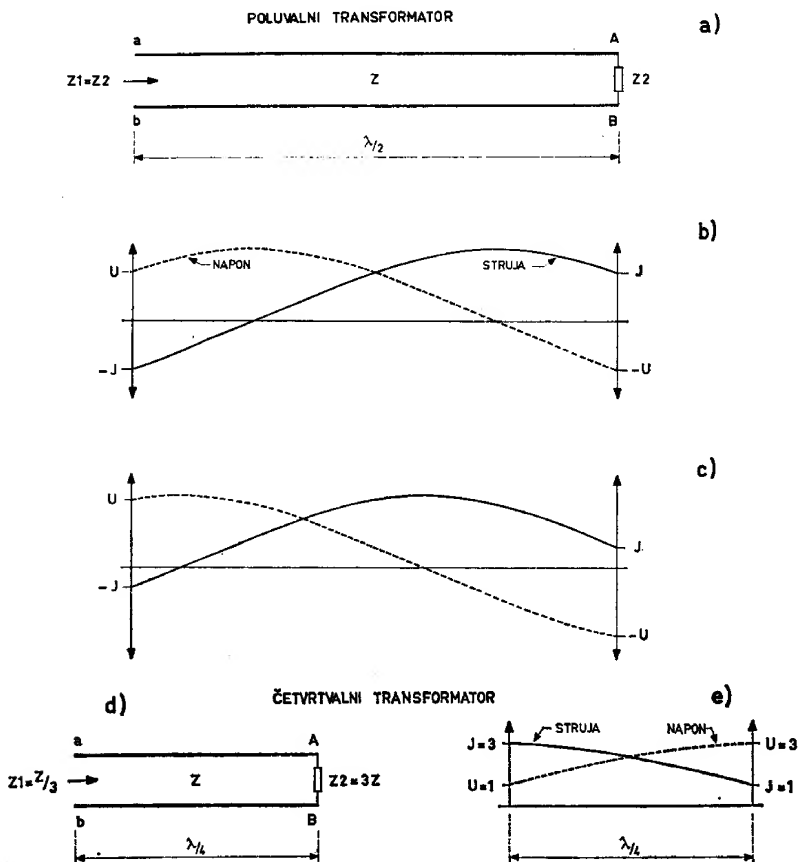 POLUVALNI TRANSFORMATOR
a)
a
A
Z1=Z2
Z
Z2
b
B
λ/2
b)
U
NAPON
STRUJA
J
-J
-U
c)
U
J
-J
-U
d)
ČETVRTVALNI TRANSFORMATOR
e)
a
A
Z1=Z/3
Z
Z2=3Z
b
B
λ/4
STRUJA
NAPON
J=3
U=3
U=1
J=1
λ/4